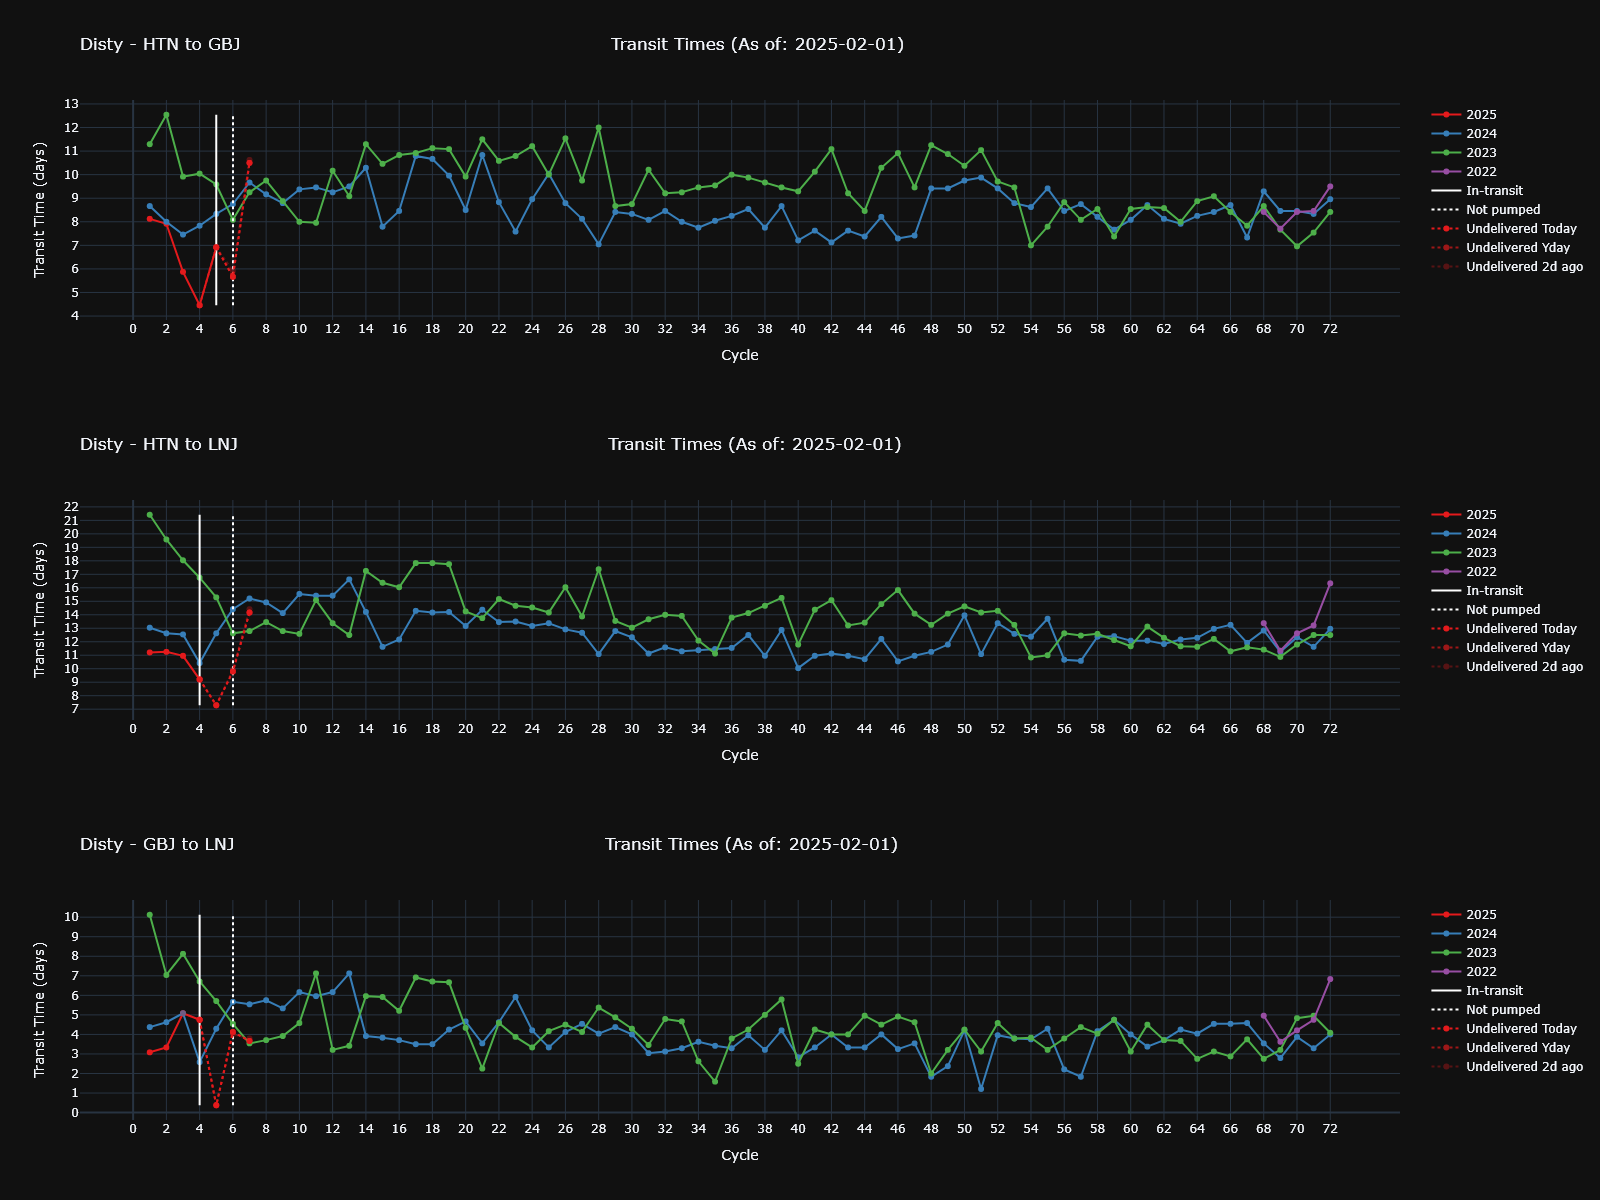 Disty - HTN to GBJ
Transit Times (As of: 2025-02-01)
Transit Time (days)
13
12
11
10
9
8
7
6
5
4
0 2 4 6 8 10 12 14 16 18 20 22 24 26 28 30 32 34 36 38 40 42 44 46 48 50 52 54 56 58 60 62 64 66 68 70 72
Cycle
2025
2024
2023
2022
In-transit
Not pumped
Undelivered Today
Undelivered Yday
Undelivered 2d ago
Disty - HTN to LNJ
Transit Times (As of: 2025-02-01)
Transit Time (days)
22
21
20
19
18
17
16
15
14
13
12
11
10
9
8
7
0 2 4 6 8 10 12 14 16 18 20 22 24 26 28 30 32 34 36 38 40 42 44 46 48 50 52 54 56 58 60 62 64 66 68 70 72
Cycle
2025
2024
2023
2022
In-transit
Not pumped
Undelivered Today
Undelivered Yday
Undelivered 2d ago
Disty - GBJ to LNJ
Transit Times (As of: 2025-02-01)
Transit Time (days)
10
9
8
7
6
5
4
3
2
1
0
0 2 4 6 8 10 12 14 16 18 20 22 24 26 28 30 32 34 36 38 40 42 44 46 48 50 52 54 56 58 60 62 64 66 68 70 72
Cycle
2025
2024
2023
2022
In-transit
Not pumped
Undelivered Today
Undelivered Yday
Undelivered 2d ago